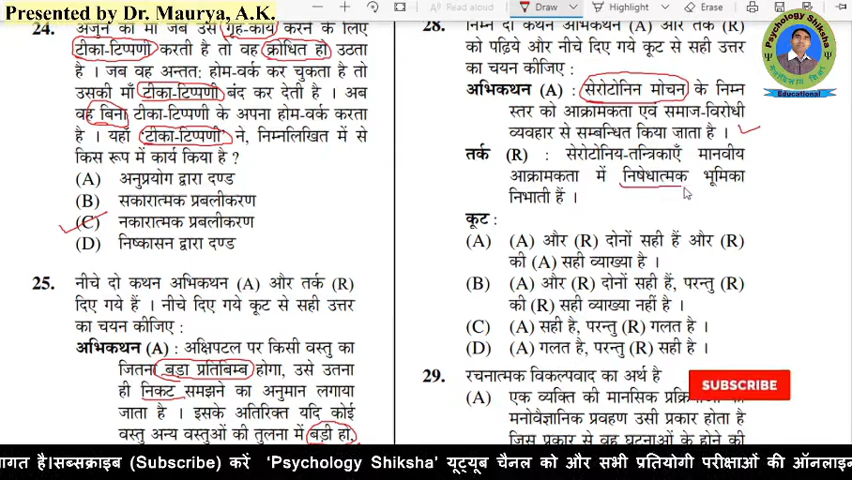 Presented by Dr. Maurya, A.K.
Draw
Highlight
Erase
Read aloud
Psychology Shiksha
Educational
24. अर्जुन की माँ जब उसे गृह-कार्य करने के लिए
टीका-टिप्पणी करती है तो वह क्रोधित हो उठता
है । जब वह अन्तत: होम-वर्क कर चुकता है तो
उसकी माँ टीका-टिप्पणी बंद कर देती है । अब
वह बिना टीका-टिप्पणी के अपना होम-वर्क करता
है । यहाँ टीका-टिप्पणी ने, निम्नलिखित में से
किस रूप में कार्य किया है ?
(A) अनुप्रयोग द्वारा दण्ड
(B) सकारात्मक प्रबलीकरण
(C) नकारात्मक प्रबलीकरण
(D) निष्कासन द्वारा दण्ड
25. नीचे दो कथन अभिकथन (A) और तर्क (R)
दिए गये हैं । नीचे दिए गये कूट से सही उत्तर
का चयन कीजिए :
अभिकथन (A) : अक्षिपटल पर किसी वस्तु का
जितना बड़ा प्रतिबिम्ब होगा, उसे उतना
ही निकट समझने का अनुमान लगाया
जाता है । इसके अतिरिक्त यदि कोई
वस्तु अन्य वस्तुओं की तुलना में बड़ी हो,
28. निम्न दो कथन अभिकथन (A) और तर्क (R)
को पढ़िये और नीचे दिए गये कूट से सही उत्तर
का चयन कीजिए :
अभिकथन (A) : सेरोटोनिन मोचन के निम्न
स्तर को आक्रामकता एवं समाज-विरोधी
व्यवहार से सम्बन्धित किया जाता है ।
तर्क (R) : सेरोटोनिय-तन्त्रिकाएँ मानवीय
आक्रामकता में निषेधात्मक भूमिका
निभाती हैं ।
कूट :
(A) (A) और (R) दोनों सही हैं और (R)
की (A) सही व्याख्या है ।
(B) (A) और (R) दोनों सही हैं, परन्तु (R)
की (R) सही व्याख्या नहीं है ।
(C) (A) सही है, परन्तु (R) गलत है ।
(D) (A) गलत है, परन्तु (R) सही है ।
29. रचनात्मक विकल्पवाद का अर्थ है
(A) एक व्यक्ति की मानसिक
मनोवैज्ञानिक प्रवहण उसी प्रकार होता है
जिस प्रकार से वह घटनाओं के होने की
SUBSCRIBE
गत है।सब्सक्राइब (Subscribe) करें 'Psychology Shiksha' यूट्यूब चैनल को और सभी प्रतियोगी परीक्षाओं की ऑनलाइन